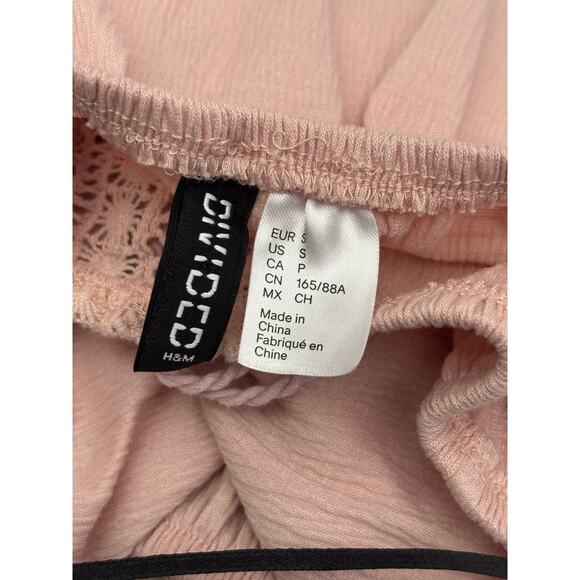 DIVIDED
H&M
EUR S
US S
CA P
CN 165/88A
MX CH
Made in
China
Fabriqué en
Chine